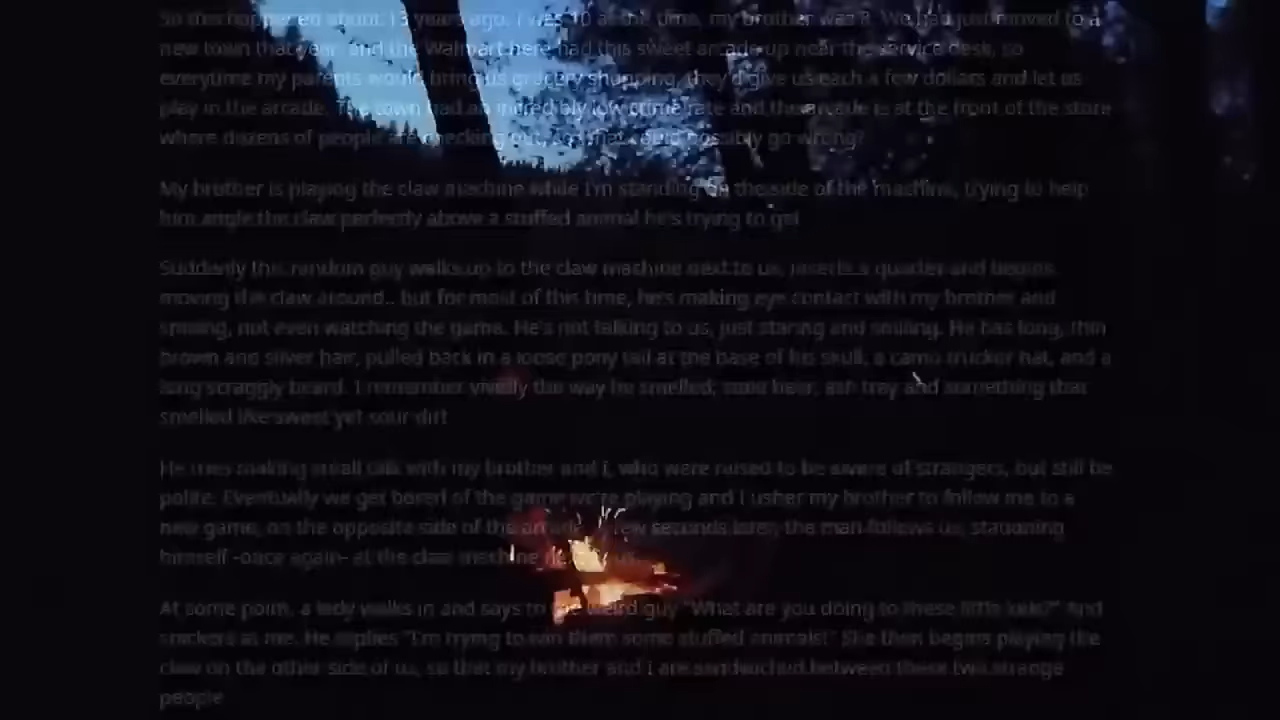 So this happened about 13 years ago. I was 10 at the time, my brother was 8. We had just moved to a
new town that year, and the Walmart here had this sweet arcade up near the service desk, so
everytime my parents would bring us grocery shopping, they'd give us each a few dollars and let us
play in the arcade. The town had an incredibly low crime rate and the arcade is at the front of the store
where dozens of people are checking out, so what could possibly go wrong?
My brother is playing the claw machine while I'm standing on the side of the machine, trying to help
him angle the claw perfectly above a stuffed animal he's trying to get
Suddenly this random guy walks up to the claw machine next to us, inserts a quarter and begins
moving the claw around.. but for most of this time, he's making eye contact with my brother and
smiling, not even watching the game. He's not talking to us, just staring and smiling. He has long, thin
brown and silver hair, pulled back in a loose pony tail at the base of his skull, a camo trucker hat, and a
long scraggly beard. I remember vividly the way he smelled; stale beer, ash tray and something that
smelled like sweet yet sour dirt
He tries making small talk with my brother and I, who were raised to be aware of strangers, but still be
polite. Eventually we get bored of the game we're playing and I usher my brother to follow me to a
new game, on the opposite side of the arcade. A few seconds later, the man follows us, stationing
himself -once again- at the claw machine
At some point, a lady walks in and says to the weird guy "What are you doing to these little kids?" And
snickers at me. He replies "I'm trying to win them some stuffed animals!" She then begins playing the
claw on the other side of us, so that my brother and I are sandwiched between these two strange
people